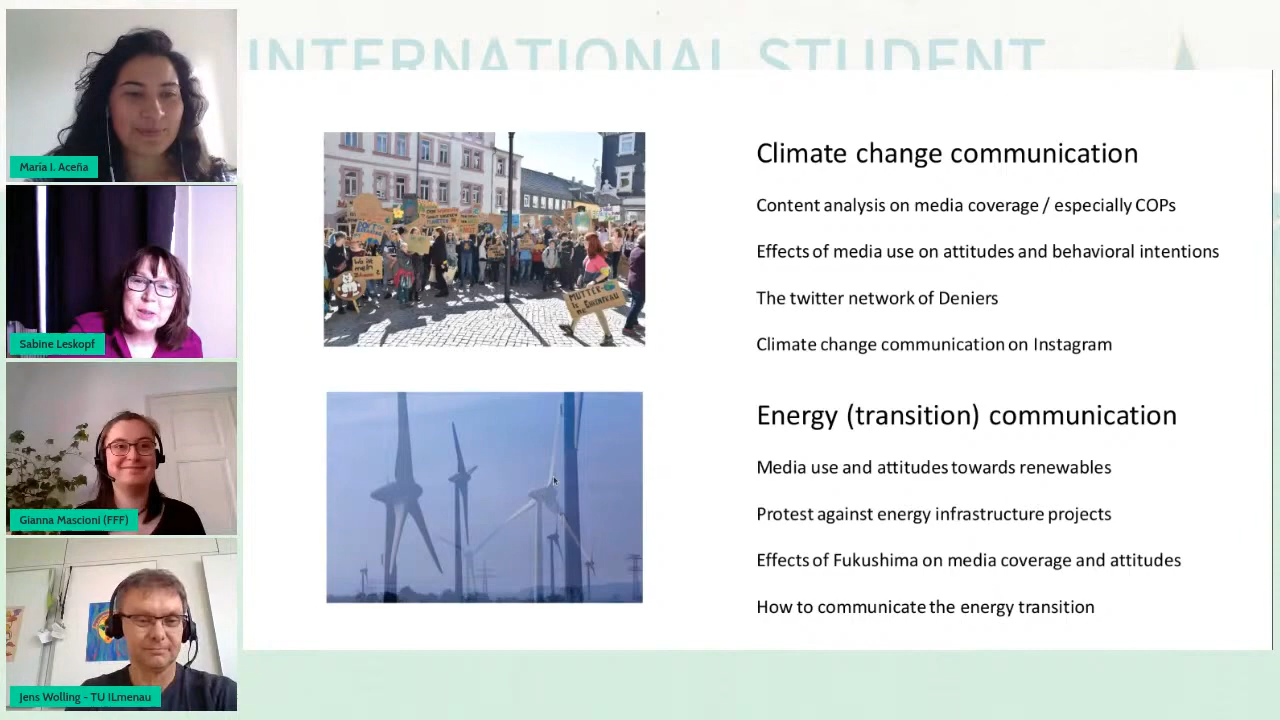 INTERNATIONAL STUDENT
María I. Aceña
Sabine Leskopf
Gianna Mascioni (FFF)
Jens Wolling - TU ILmenau
MUTTER
Climate change communication
Content analysis on media coverage / especially COPs
Effects of media use on attitudes and behavioral intentions
The twitter network of Deniers
Climate change communication on Instagram
Energy (transition) communication
Media use and attitudes towards renewables
Protest against energy infrastructure projects
Effects of Fukushima on media coverage and attitudes
How to communicate the energy transition